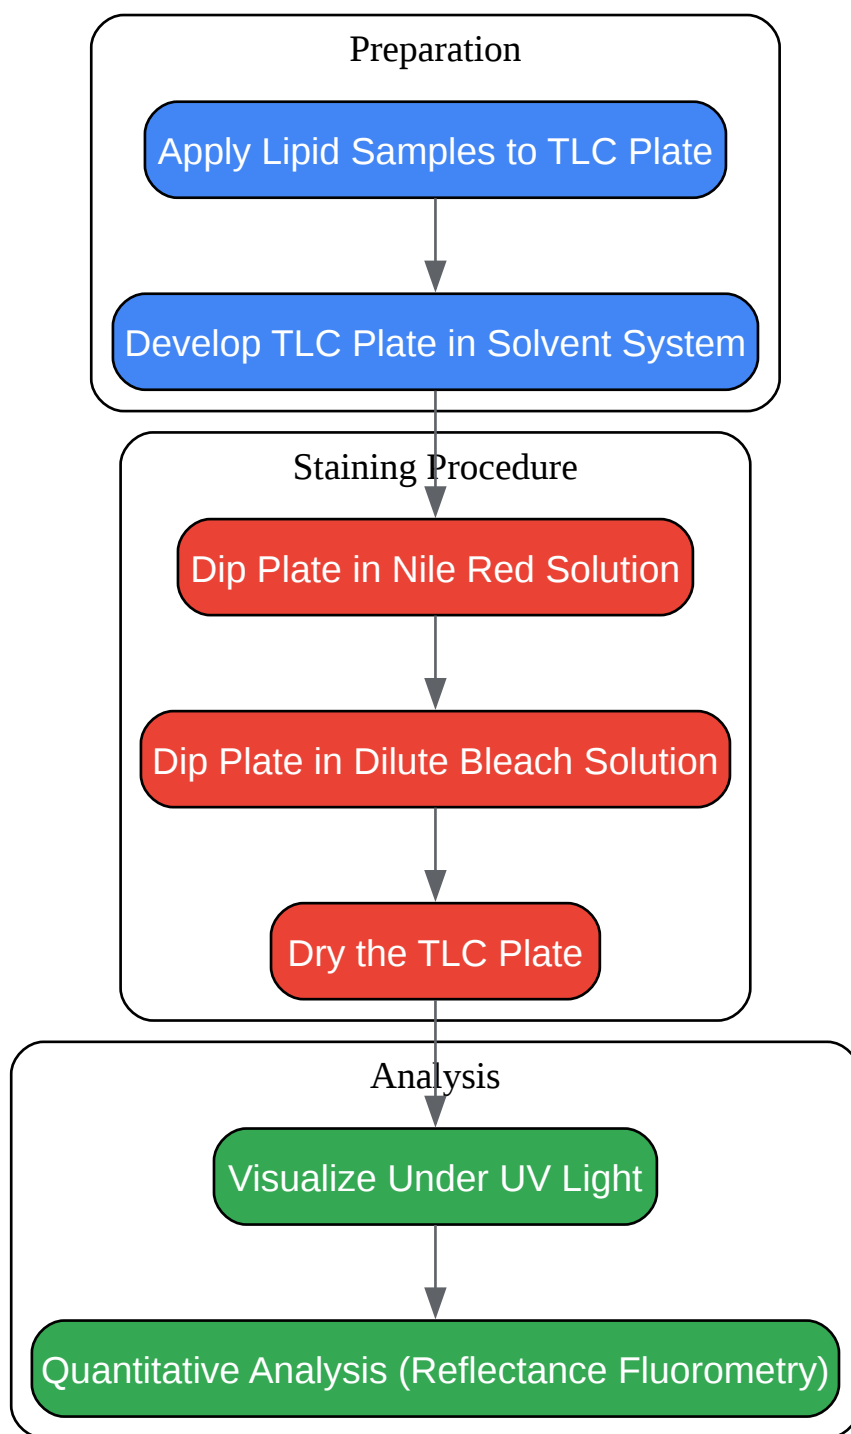 Preparation
Apply Lipid Samples to TLC Plate
Develop TLC Plate in Solvent System
Staining Procedure
Dip Plate in Nile Red Solution
Dip Plate in Dilute Bleach Solution
Dry the TLC Plate
Analysis
Visualize Under UV Light
Quantitative Analysis (Reflectance Fluorometry)